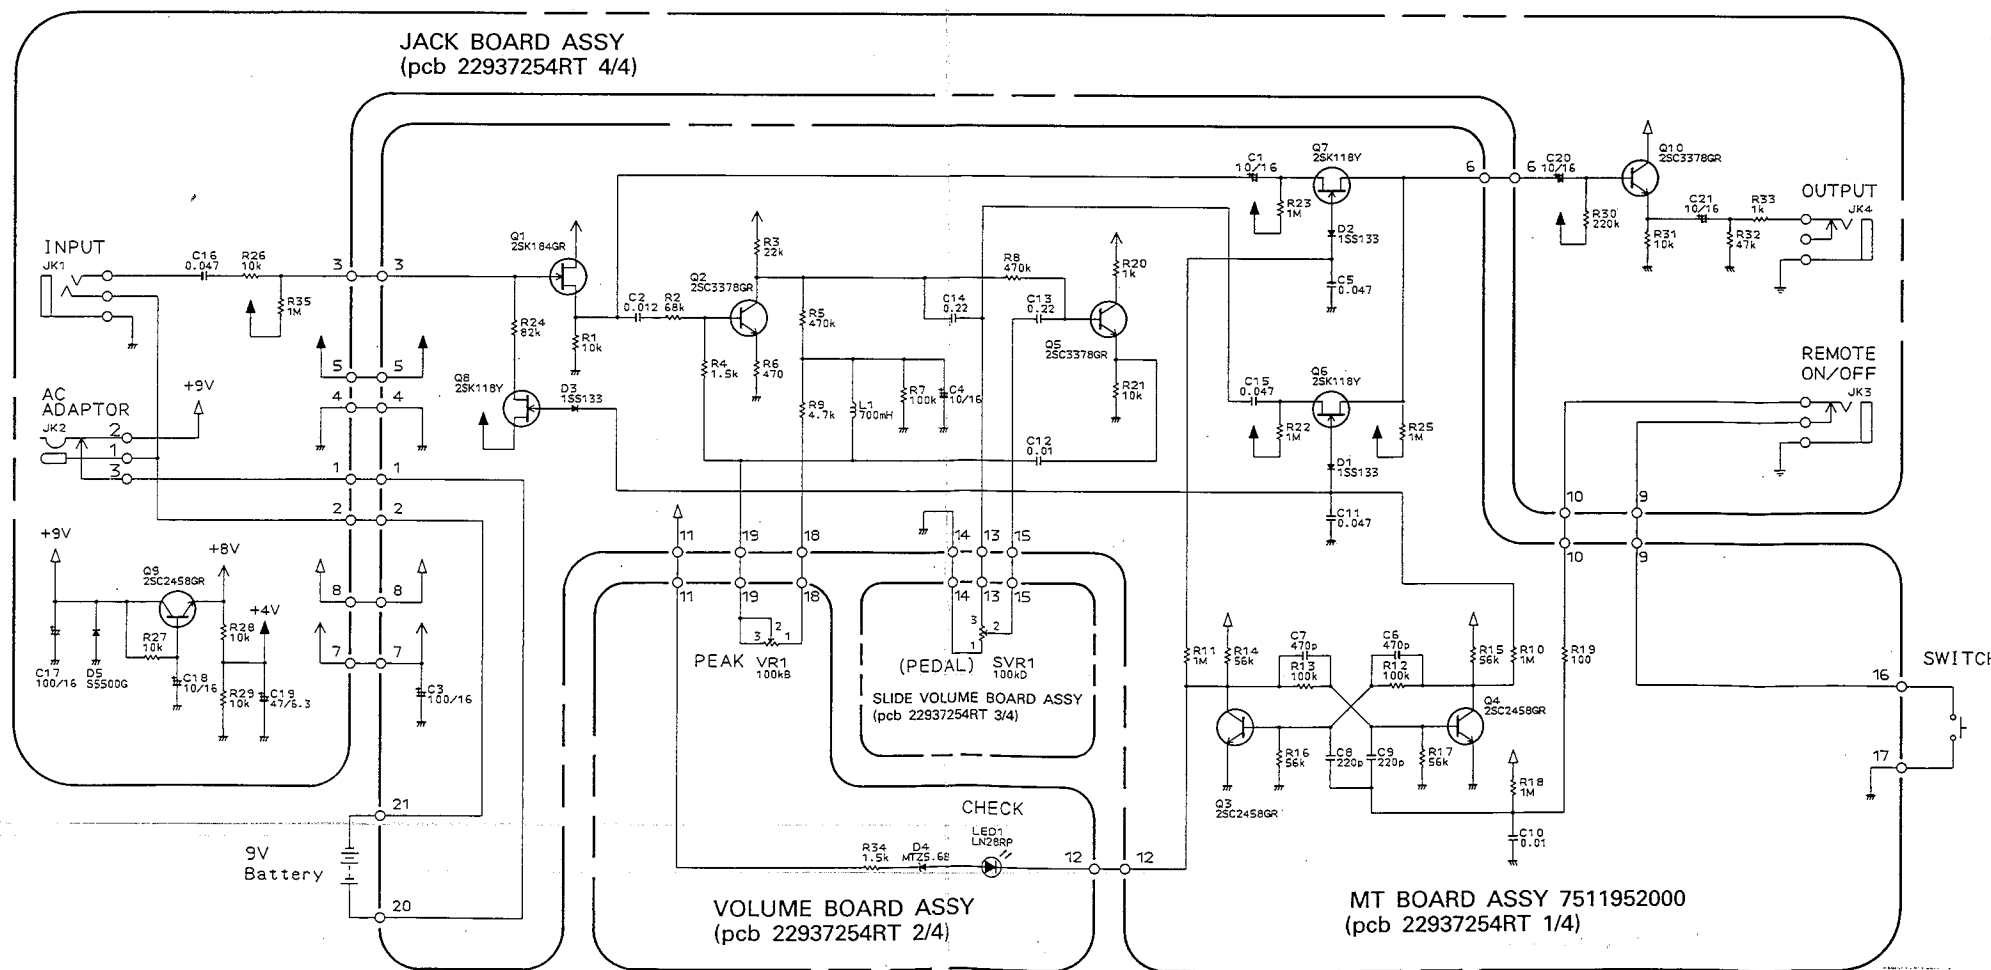 JACK BOARD ASSY
(pcb 22937254RT 4/4)
INPUT
JK1
C16
0.047
R26
10k
R35
1M
3
3
5
5
4
4
AC
ADAPTOR
JK2
2
1
3
+9V
1
1
2
2
+9V
Q9
2SC2458GR
+8V
+4V
R27
10k
R28
10k
R29
10k
C17
100/16
D5
S5500G
C18
10/16
C19
47/6.3
8
8
7
7
C3
100/16
21
9V
Battery
20
Q1
2SK184GR
R24
82k
R1
10k
Q8
2SK118Y
D3
1SS133
C2
0.012
R2
68k
Q2
2SC3378GR
R3
22k
R4
1.5k
R6
470
R5
470k
R9
4.7k
L1
700mH
R7
100k
C4
10/16
C14
0.22
R8
470k
C13
0.22
R20
1k
Q5
2SC3378GR
R21
10k
C12
0.01
C1
10/16
Q7
2SK118Y
R23
1M
D2
1SS133
C5
0.047
C15
0.047
Q6
2SK118Y
R22
1M
R25
1M
D1
1SS133
C11
0.047
6
6
C20
10/16
Q10
2SC3378GR
R30
220k
R31
10k
C21
10/16
R33
1k
R32
47k
OUTPUT
JK4
REMOTE
ON/OFF
JK3
10
9
10
9
11
19
18
14
13
15
11
19
18
14
13
15
3
2
1
PEAK VR1
100kB
3
2
1
(PEDAL)
SVR1
100kD
SLIDE VOLUME BOARD ASSY
(pcb 22937254RT 3/4)
R11
1M
R14
56k
C7
470p
R13
100k
C6
470p
R12
100k
R15
56k
R10
1M
R19
100
Q3
2SC2458GR
R16
56k
C8
220p
C9
220p
R17
56k
Q4
2SC2458GR
R18
1M
C10
0.01
16
SWITCH
17
CHECK
R34
1.5k
D4
MTZ5.6B
LED1
LN28RP
12
12
VOLUME BOARD ASSY
(pcb 22937254RT 2/4)
MT BOARD ASSY 7511952000
(pcb 22937254RT 1/4)